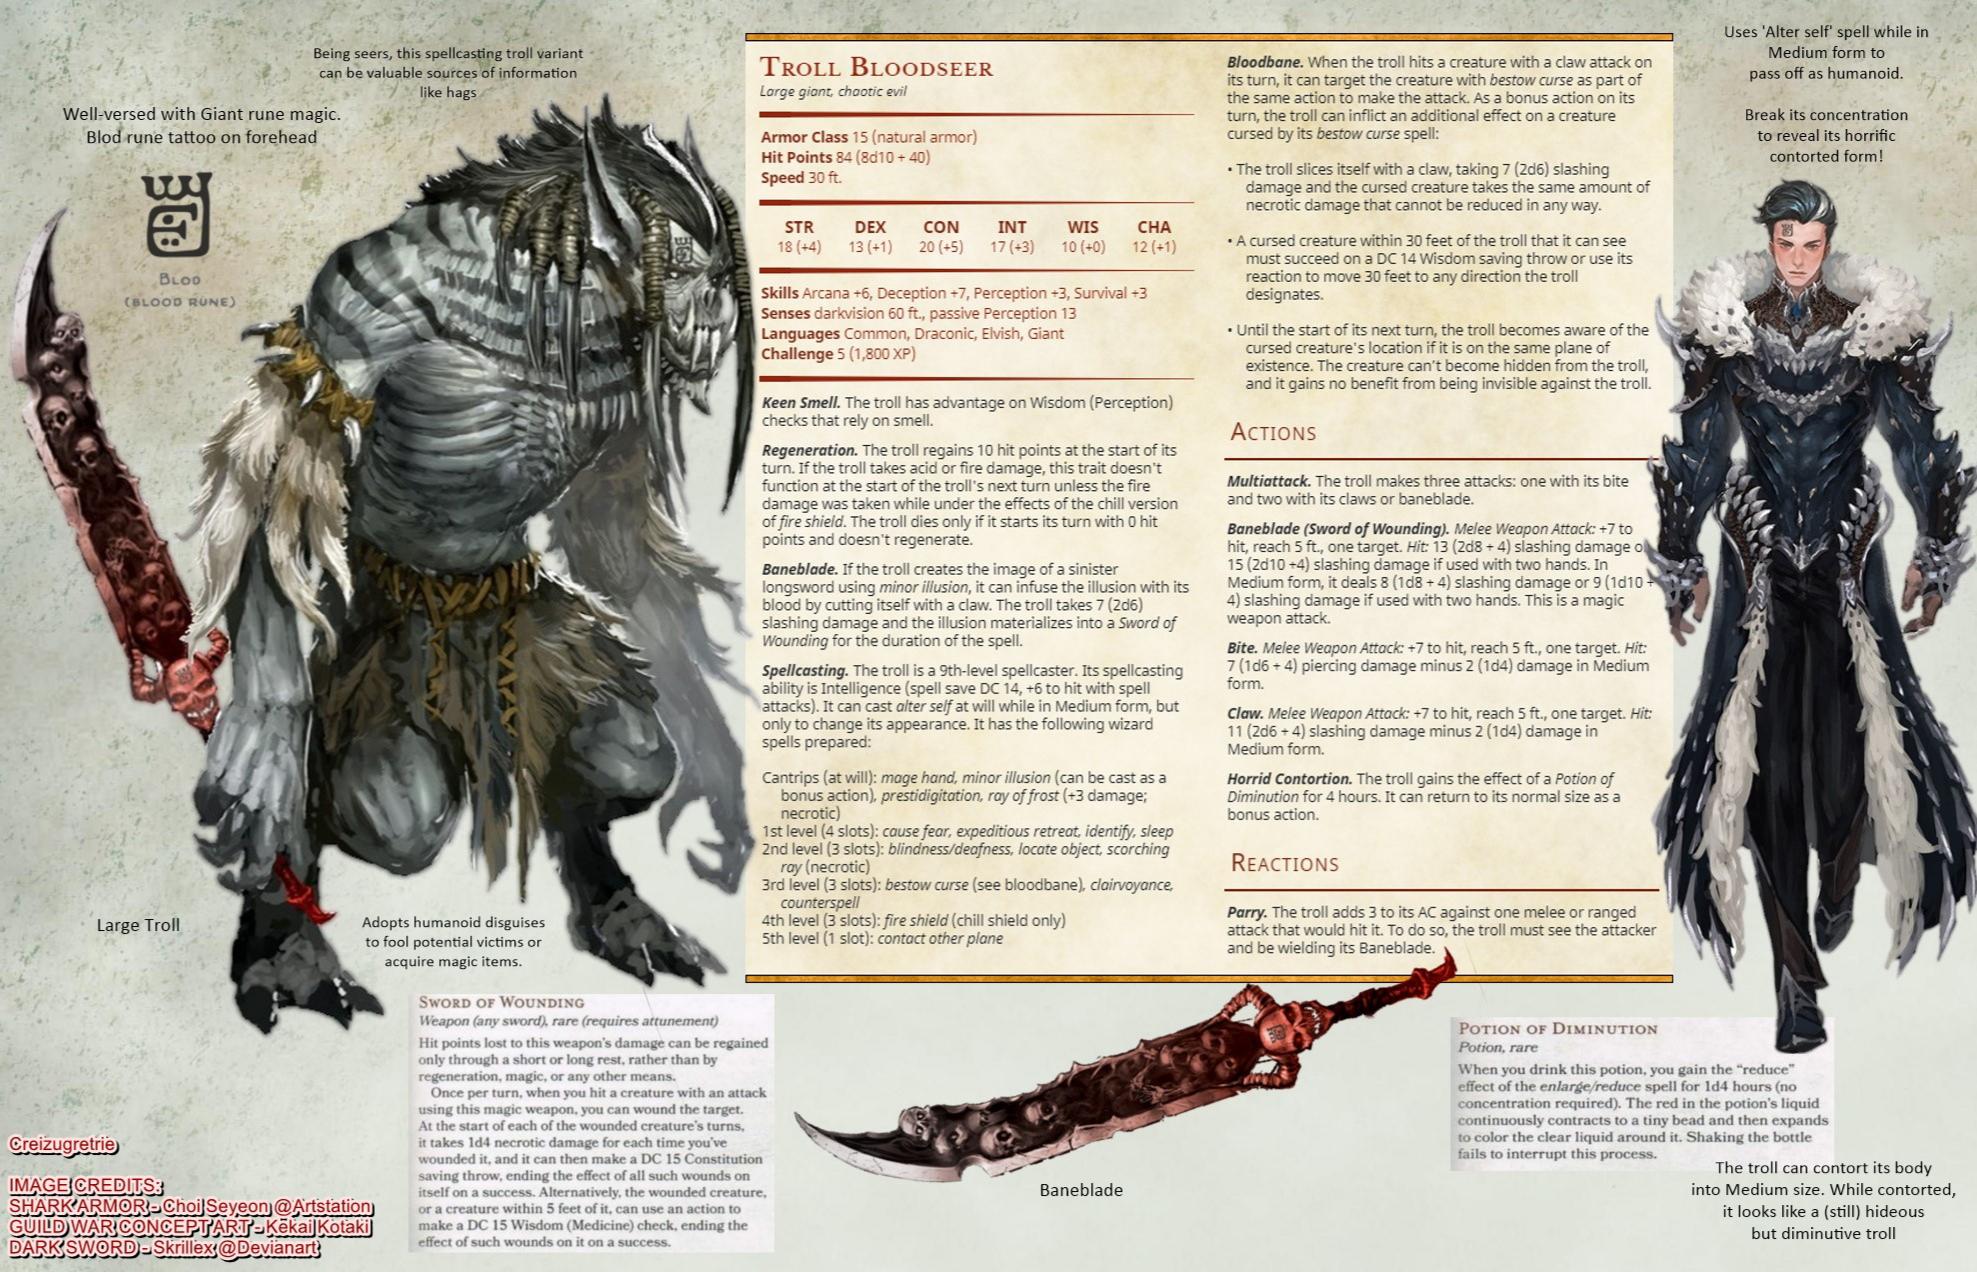 Being seers, this spellcasting troll variant
can be valuable sources of information
like hags
Well-versed with Giant rune magic.
Blod rune tattoo on forehead
Blod
(blood rune)
Large Troll
Adopts humanoid disguises
to fool potential victims or
acquire magic items.
Troll Bloodseer
Large giant, chaotic evil
Armor Class 15 (natural armor)
Hit Points 84 (8d10 + 40)
Speed 30 ft.
STR DEX CON INT WIS CHA
18 (+4) 13 (+1) 20 (+5) 17 (+3) 10 (+0) 12 (+1)
Skills Arcana +6, Deception +7, Perception +3, Survival +3
Senses darkvision 60 ft., passive Perception 13
Languages Common, Draconic, Elvish, Giant
Challenge 5 (1,800 XP)
Keen Smell. The troll has advantage on Wisdom (Perception)
checks that rely on smell.
Regeneration. The troll regains 10 hit points at the start of its
turn. If the troll takes acid or fire damage, this trait doesn't
function at the start of the troll's next turn unless the fire
damage was taken while under the effects of the chill version
of fire shield. The troll dies only if it starts its turn with 0 hit
points and doesn't regenerate.
Baneblade. If the troll creates the image of a sinister
longsword using minor illusion, it can infuse the illusion with its
blood by cutting itself with a claw. The troll takes 7 (2d6)
slashing damage and the illusion materializes into a Sword of
Wounding for the duration of the spell.
Spellcasting. The troll is a 9th-level spellcaster. Its spellcasting
ability is Intelligence (spell save DC 14, +6 to hit with spell
attacks). It can cast alter self at will while in Medium form, but
only to change its appearance. It has the following wizard
spells prepared:
Cantrips (at will): mage hand, minor illusion (can be cast as a
bonus action), prestidigitation, ray of frost (+3 damage;
necrotic)
1st level (4 slots): cause fear, expeditious retreat, identify, sleep
2nd level (3 slots): blindness/deafness, locate object, scorching
ray (necrotic)
3rd level (3 slots): bestow curse (see bloodbane), clairvoyance,
counterspell
4th level (3 slots): fire shield (chill shield only)
5th level (1 slot): contact other plane
Bloodbane. When the troll hits a creature with a claw attack on
its turn, it can target the creature with bestow curse as part of
the same action to make the attack. As a bonus action on its
turn, the troll can inflict an additional effect on a creature
cursed by its bestow curse spell:
• The troll slices itself with a claw, taking 7 (2d6) slashing
damage and the cursed creature takes the same amount of
necrotic damage that cannot be reduced in any way.
• A cursed creature within 30 feet of the troll that it can see
must succeed on a DC 14 Wisdom saving throw or use its
reaction to move 30 feet to any direction the troll
designates.
• Until the start of its next turn, the troll becomes aware of the
cursed creature's location if it is on the same plane of
existence. The creature can't become hidden from the troll,
and it gains no benefit from being invisible against the troll.
Actions
Multiattack. The troll makes three attacks: one with its bite
and two with its claws or baneblade.
Baneblade (Sword of Wounding). Melee Weapon Attack: +7 to
hit, reach 5 ft., one target. Hit: 13 (2d8 + 4) slashing damage o
15 (2d10 +4) slashing damage if used with two hands. In
Medium form, it deals 8 (1d8 + 4) slashing damage or 9 (1d10 +
4) slashing damage if used with two hands. This is a magic
weapon attack.
Bite. Melee Weapon Attack: +7 to hit, reach 5 ft., one target. Hit:
7 (1d6 + 4) piercing damage minus 2 (1d4) damage in Medium
form.
Claw. Melee Weapon Attack: +7 to hit, reach 5 ft., one target. Hit:
11 (2d6 + 4) slashing damage minus 2 (1d4) damage in
Medium form.
Horrid Contortion. The troll gains the effect of a Potion of
Diminution for 4 hours. It can return to its normal size as a
bonus action.
Reactions
Parry. The troll adds 3 to its AC against one melee or ranged
attack that would hit it. To do so, the troll must see the attacker
and be wielding its Baneblade.
Uses 'Alter self' spell while in
Medium form to
pass off as humanoid.
Break its concentration
to reveal its horrific
contorted form!
Sword of Wounding
Weapon (any sword), rare (requires attunement)
Hit points lost to this weapon's damage can be regained
only through a short or long rest, rather than by
regeneration, magic, or any other means.
Once per turn, when you hit a creature with an attack
using this magic weapon, you can wound the target.
At the start of each of the wounded creature's turns,
it takes 1d4 necrotic damage for each time you've
wounded it, and it can then make a DC 15 Constitution
saving throw, ending the effect of all such wounds on
itself on a success. Alternatively, the wounded creature,
or a creature within 5 feet of it, can use an action to
make a DC 15 Wisdom (Medicine) check, ending the
effect of such wounds on it on a success.
Baneblade
Potion of Diminution
Potion, rare
When you drink this potion, you gain the "reduce"
effect of the enlarge/reduce spell for 1d4 hours (no
concentration required). The red in the potion's liquid
continuously contracts to a tiny bead and then expands
to color the clear liquid around it. Shaking the bottle
fails to interrupt this process.
The troll can contort its body
into Medium size. While contorted,
it looks like a (still) hideous
but diminutive troll
Creizugretrie
IMAGE CREDITS:
SHARK ARMOR - Choi Seyeon @Artstation
GUILD WAR CONCEPT ART - Kekai Kotaki
DARK SWORD - Skrillex @Devianart